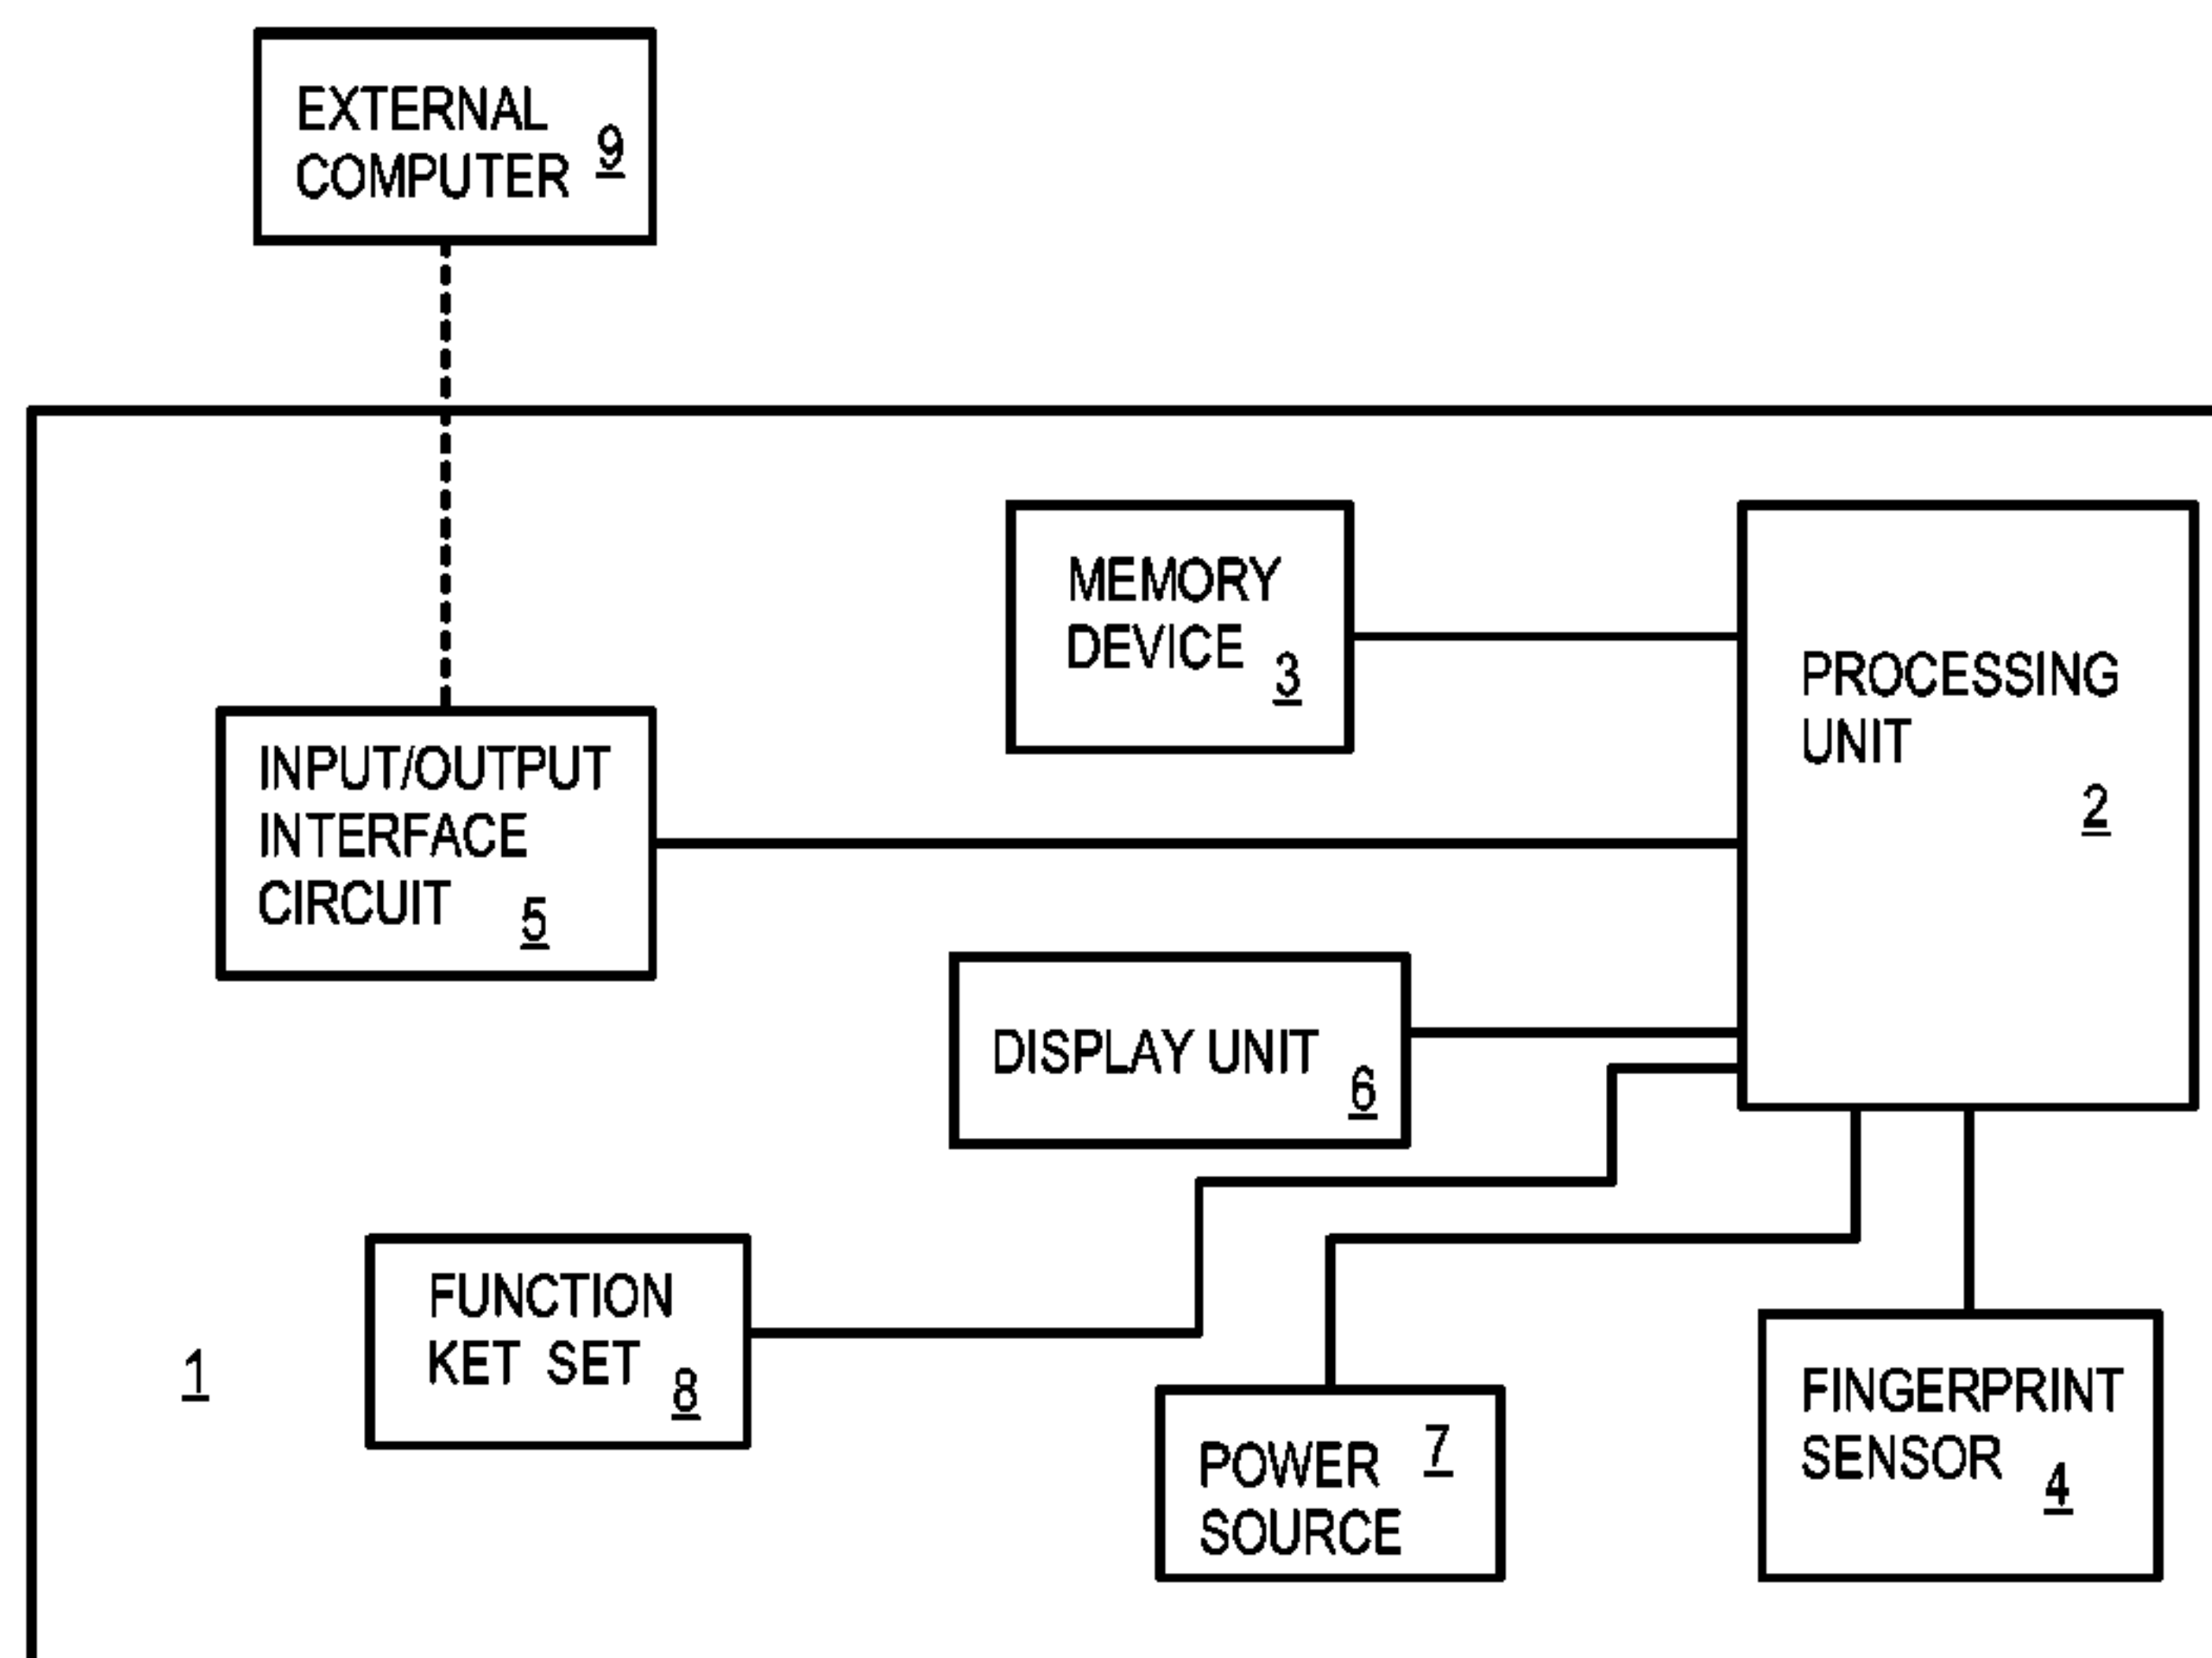 EXTERNAL
COMPUTER 9
MEMORY
DEVICE 3
PROCESSING
UNIT
2
INPUT/OUTPUT
INTERFACE
CIRCUIT 5
DISPLAY UNIT 6
FUNCTION
KET SET 8
1
POWER 7
SOURCE
FINGERPRINT
SENSOR 4